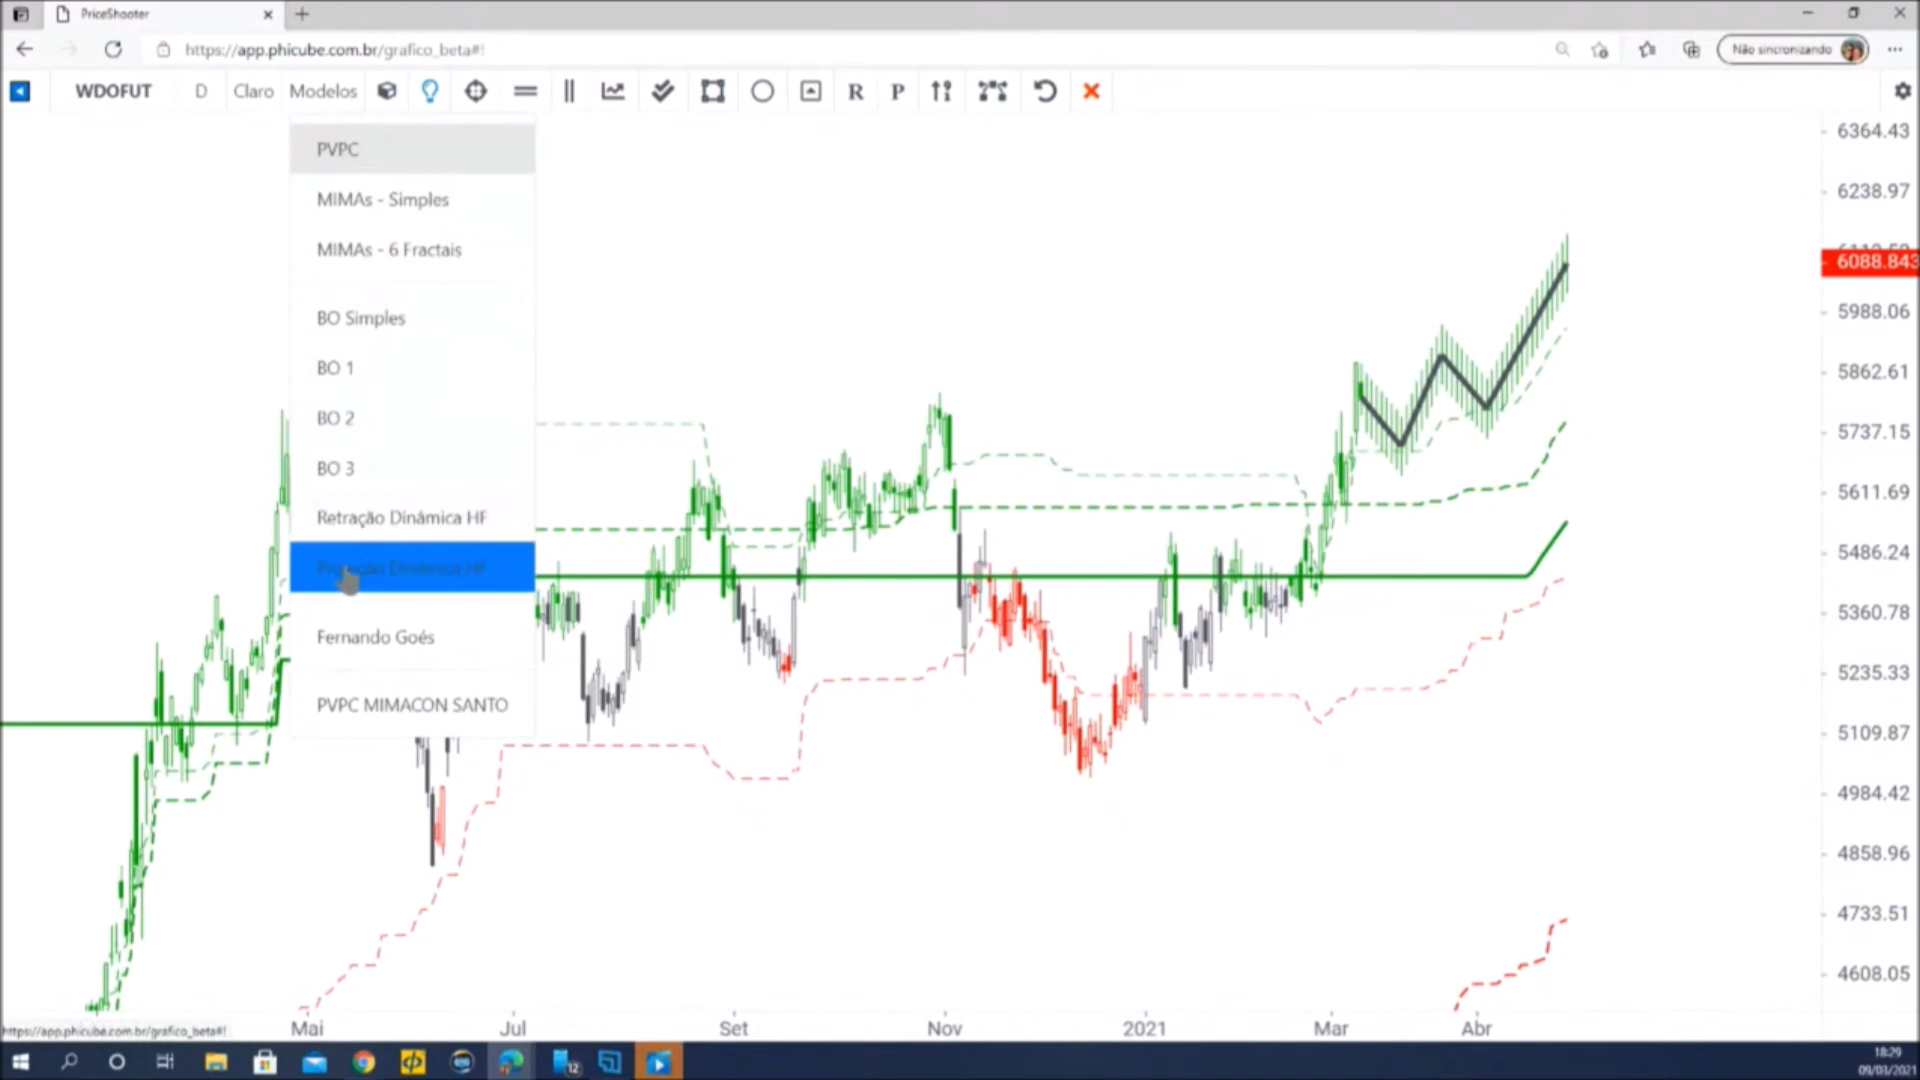 PriceShooter
https://app.phicube.com.br/grafico_beta#!
Não sincronizando
WDOFUT D Claro Modelos R P
PVPC
MIMAs - Simples
MIMAs - 6 Fractais
BO Simples
BO 1
BO 2
BO 3
Retração Dinâmica HF
Projeção Dinâmica HF
Fernando Goés
PVPC MIMACON SANTO
6364.43
6238.97
6088.843
5988.06
5862.61
5737.15
5611.69
5486.24
5360.78
5235.33
5109.87
4984.42
4858.96
4733.51
4608.05
https://app.phicube.com.br/grafico_beta#!
Mai Jul Set Nov 2021 Mar Abr
12
18:29
09/03/2021